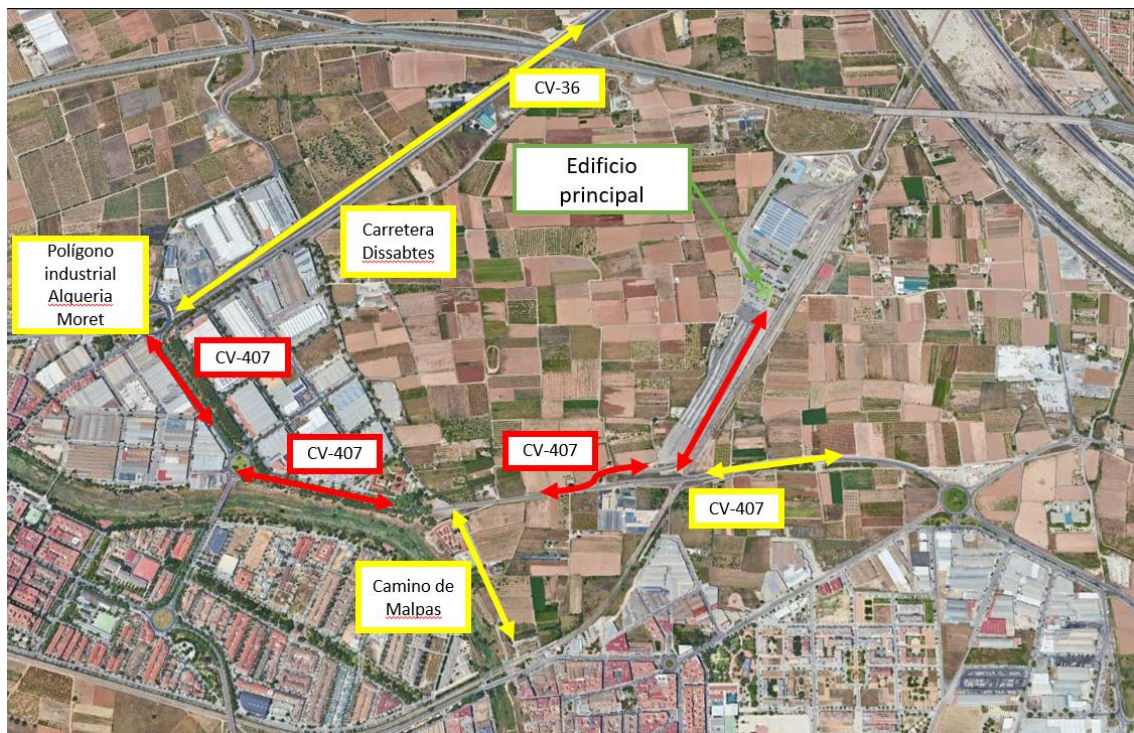 CV-36
Edificio
principal
Carretera
Dissabtes
Polígono
industrial
Alqueria
Moret
CV-407
CV-407
CV-407
CV-407
Camino de
Malpas